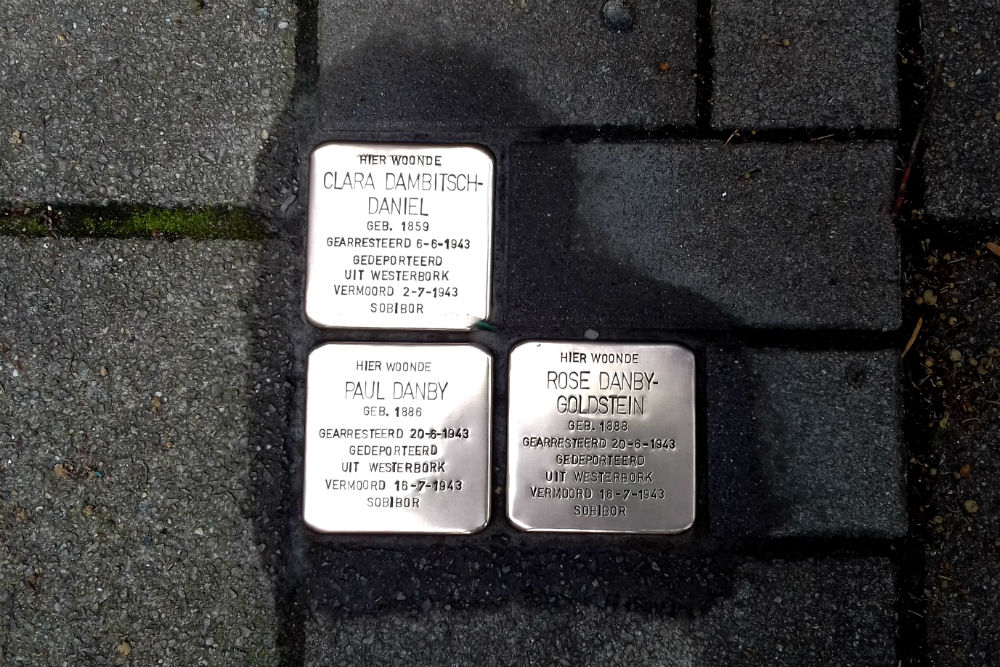 HIER WOONDE
CLARA DAMBITSCH-
DANIEL
GEB. 1859
GEARRESTEERD 6-6-1943
GEDEPORTEERD
UIT WESTERBORK
VERMOORD 2-7-1943
SOBIBOR
HIER WOONDE
PAUL DANBY
GEB. 1886
GEARRESTEERD 20-6-1943
GEDEPORTEERD
UIT WESTERBORK
VERMOORD 16-7-1943
SOBIBOR
HIER WOONDE
ROSE DANBY-
GOLDSTEIN
GEB. 1888
GEARRESTEERD 20-6-1943
GEDEPORTEERD
UIT WESTERBORK
VERMOORD 16-7-1943
SOBIBOR